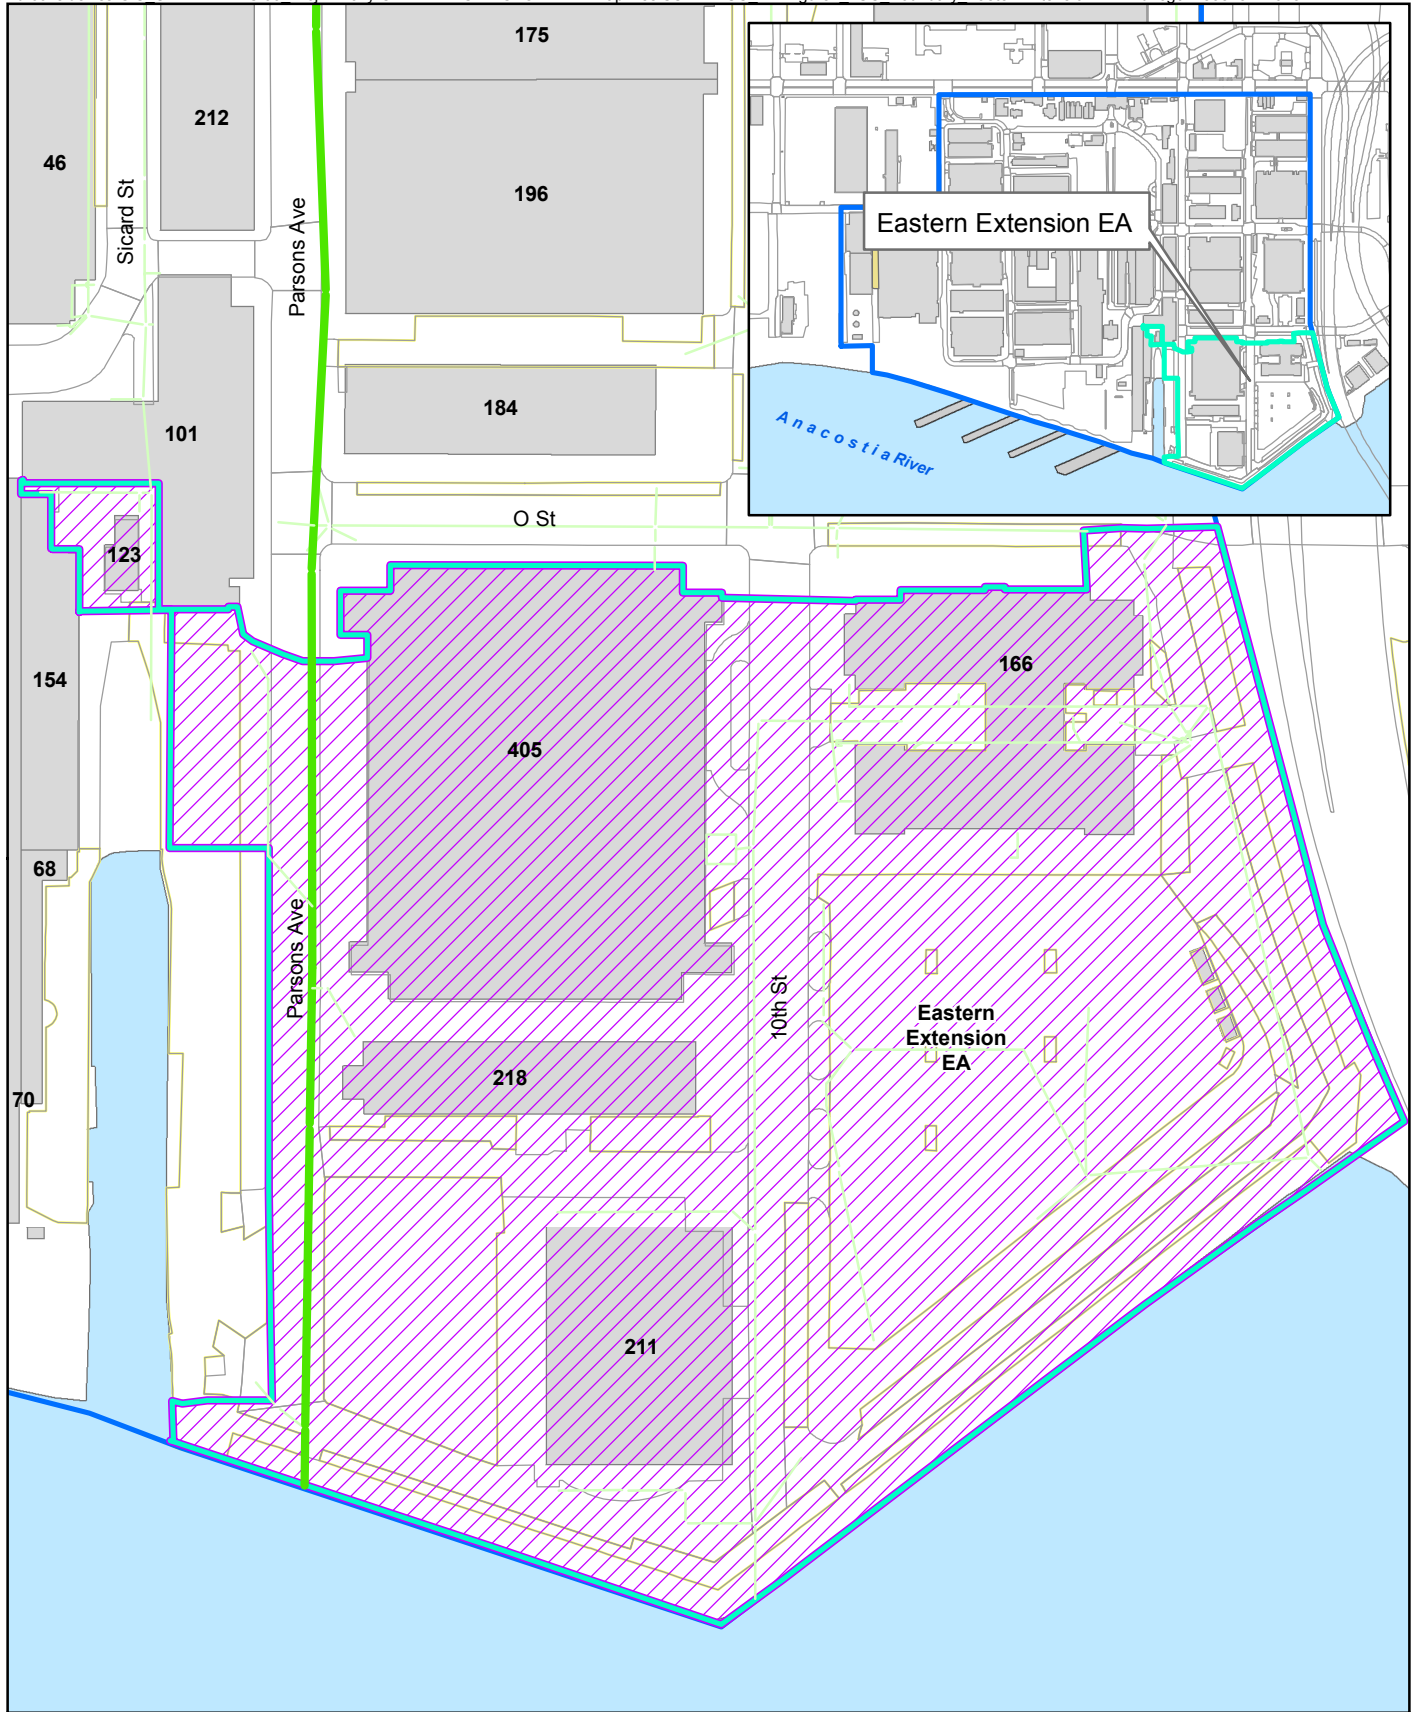 175
212
46
196
Sicard St
Parsons Ave
Eastern Extension EA
Anacostia River
184
101
O St
123
166
154
405
68
Parsons Ave
10th St
Eastern
Extension
EA
218
70
211